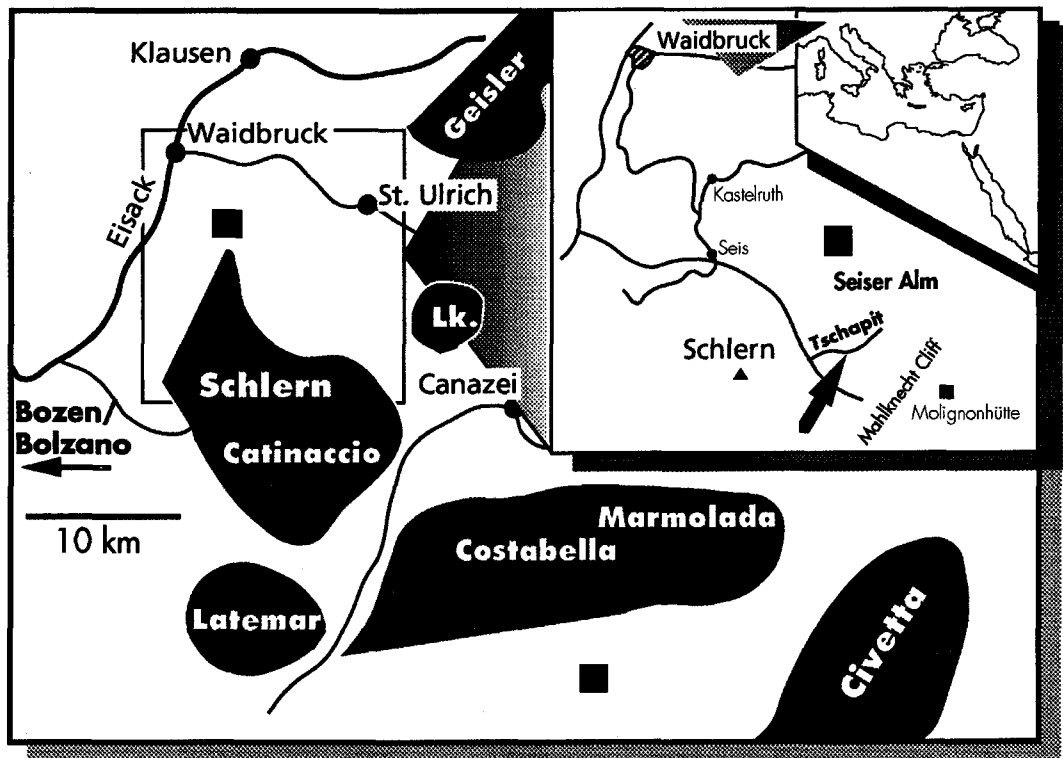 Klausen
Geisler
Waidbruck
St. Ulrich
Eisack
Lk.
Schlern
Canazei
Bozen/
Bolzano
Catinaccio
10 km
Marmolada
Costabella
Latemar
Civetta
Waidbruck
Kastelruth
Seis
Seiser Alm
Tschapit
Schlern
Mahlknecht Cliff
Molignonhütte